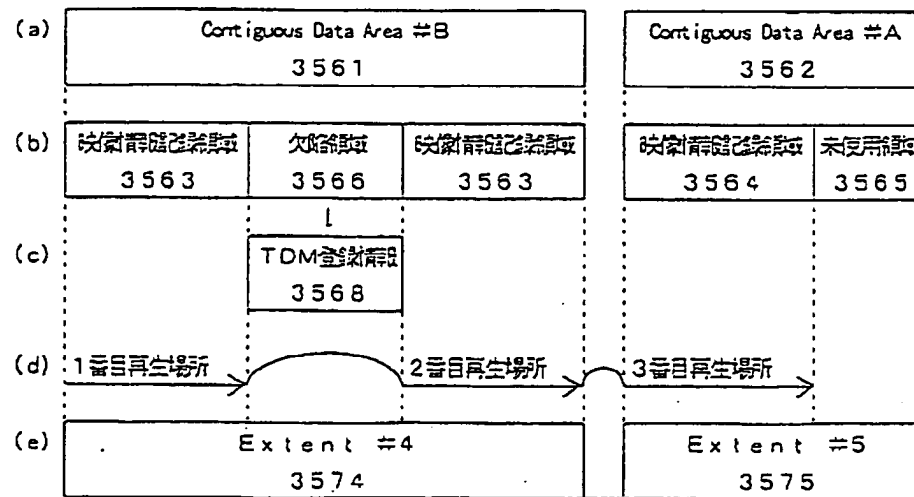 (a) Contiguous Data Area #B Contiguous Data Area #A
3561 3562
(b) 映像情報記録領域 欠陥領域 映像情報記録領域 映像情報記録領域 未使用領域
3563 3566 3563 3564 3565
(c) TDM登録情報
3568
(d) 1番目再生場所 2番目再生場所 3番目再生場所
(e) Extent #4 Extent #5
3574 3575